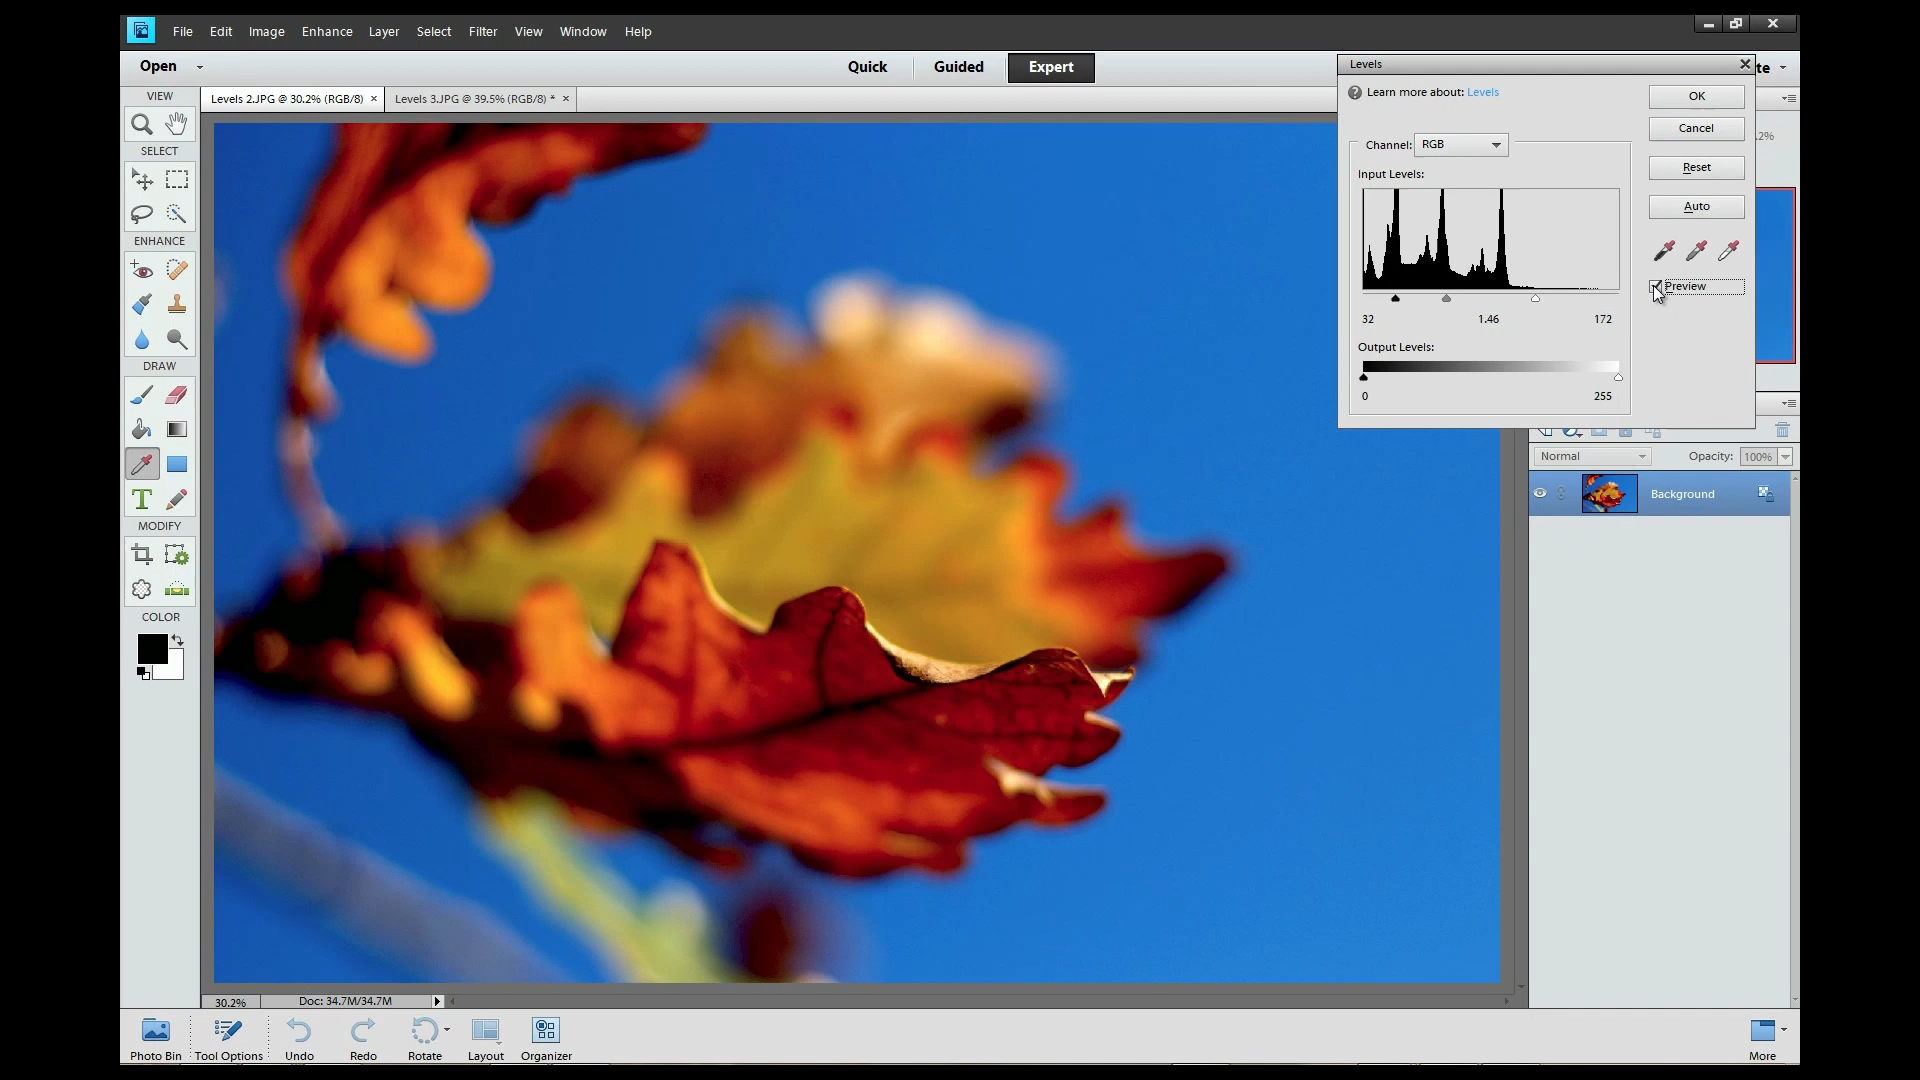 File Edit Image Enhance Layer Select Filter View Window Help
Open
Quick Guided Expert
te
VIEW
Levels 2.JPG @ 30.2% (RGB/8) × Levels 3.JPG @ 39.5% (RGB/8) * ×
SELECT
ENHANCE
DRAW
T
MODIFY
COLOR
Levels
Learn more about: Levels
OK
Cancel
Channel: RGB
Reset
Input Levels:
Auto
Preview
32 1.46 172
Output Levels:
0 255
.2%
Normal Opacity: 100%
Background
30.2% Doc: 34.7M/34.7M
Photo Bin Tool Options Undo Redo Rotate Layout Organizer More